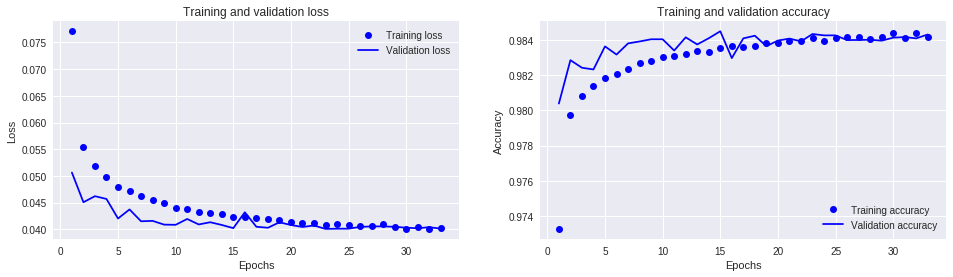 Training and validation loss
0.075
0.070
0.065
0.060
0.055
0.050
0.045
0.040
Loss
Training loss
Validation loss
0 5 10 15 20 25 30
Epochs
Training and validation accuracy
0.984
0.982
0.980
0.978
0.976
0.974
Accuracy
Training accuracy
Validation accuracy
0 5 10 15 20 25 30
Epochs